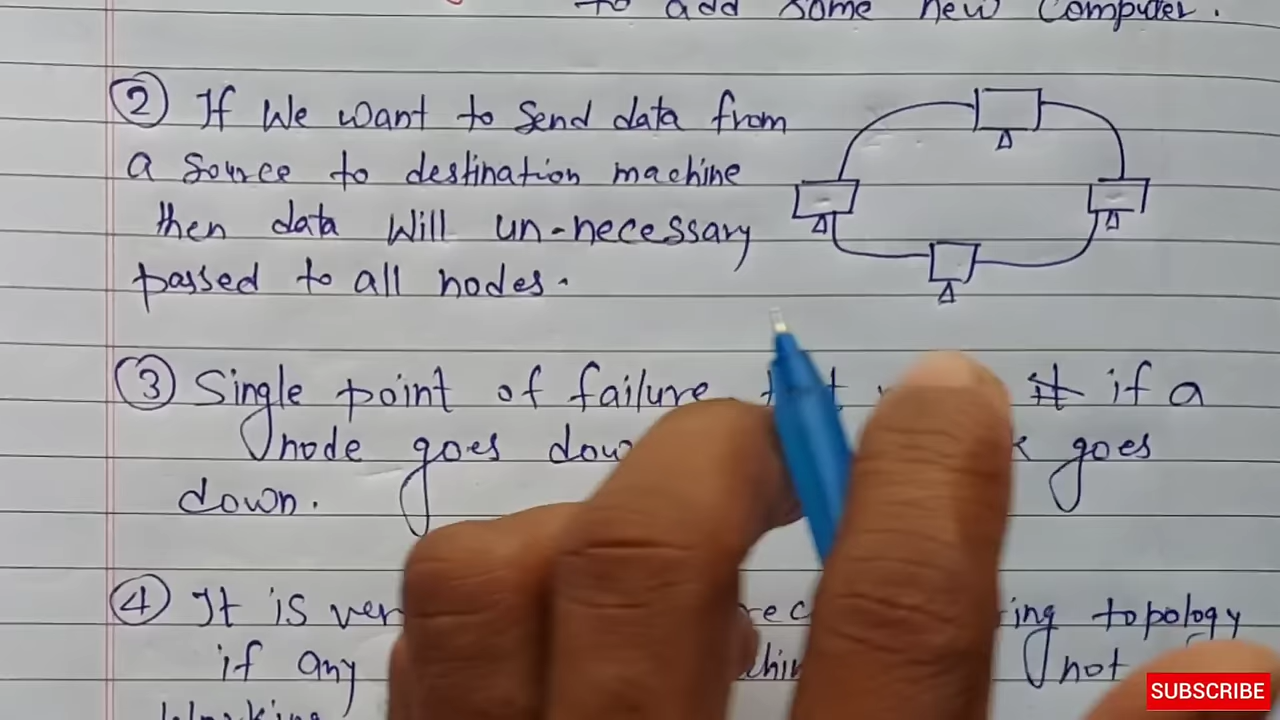 to add some new Computer.
② If We want to Send data from
a source to destination machine
then data will un-necessary
passed to all nodes.
③ Single point of failure if a
node goes goes
down.
④ It is ring topology
if any not
SUBSCRIBE